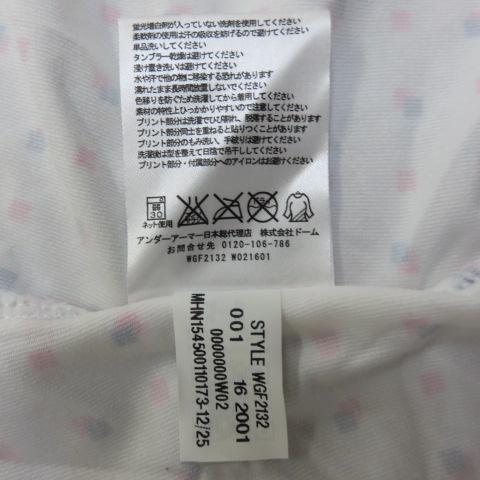 蛍光増白剤が入っていない洗剤を使用してください
柔軟剤の使用は汗の吸収を妨げるので避けてください
単品洗いしてください
タンブラー乾燥は避けてください
浸け置き洗いは避けてください
水や汗で他の物に移染する恐れがあります
濡れたまま長時間放置しないでください
色移りを防ぐため洗濯してから着用してください
素材の特性上ひっかかりやすいので注意してください
プリント部分は洗濯でひび割れ、脱落することがあります
プリント部分同士を重ねると貼りつくことがあります
プリント部分のもみ洗い、手絞りは避けてください
洗濯後は型を整えて日陰で吊干ししてください
プリント部分・付属部分へのアイロンはお避けください
弱
30
ネット使用
アンダーアーマー日本総代理店 株式会社ドーム
お問合せ先 0120-106-786
WGF2132 W021601
STYLE WGF2132
001 16 2001
0000000W02
MHN154500110173-12/25